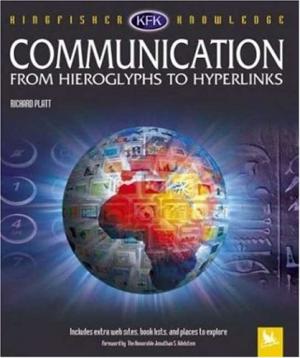 KINGFISHER KFK KNOWLEDGE
COMMUNICATION
FROM HIEROGLYPHS TO HYPERLINKS
RICHARD PLATT
Includes extra web sites, book lists, and places to explore
Foreword by The Honorable Jonathan S. Adelstein